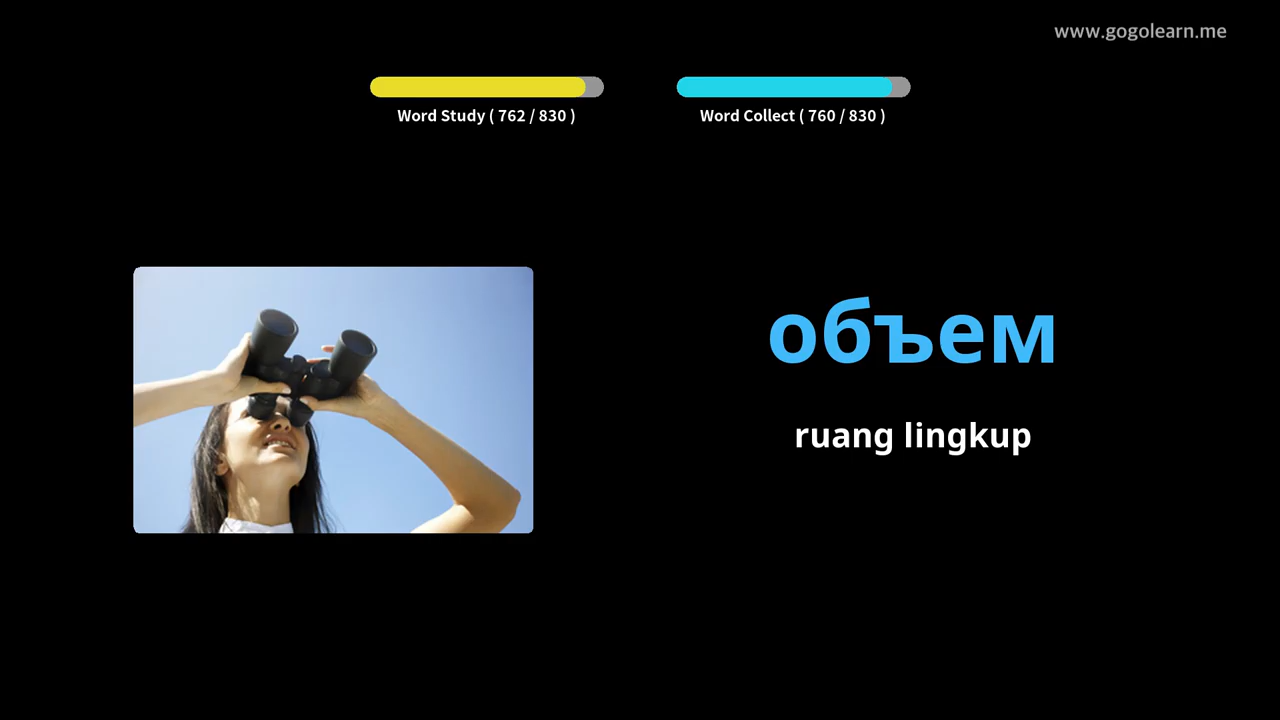 www.gogolearn.me
Word Study ( 762 / 830 )
Word Collect ( 760 / 830 )
объем
ruang lingkup